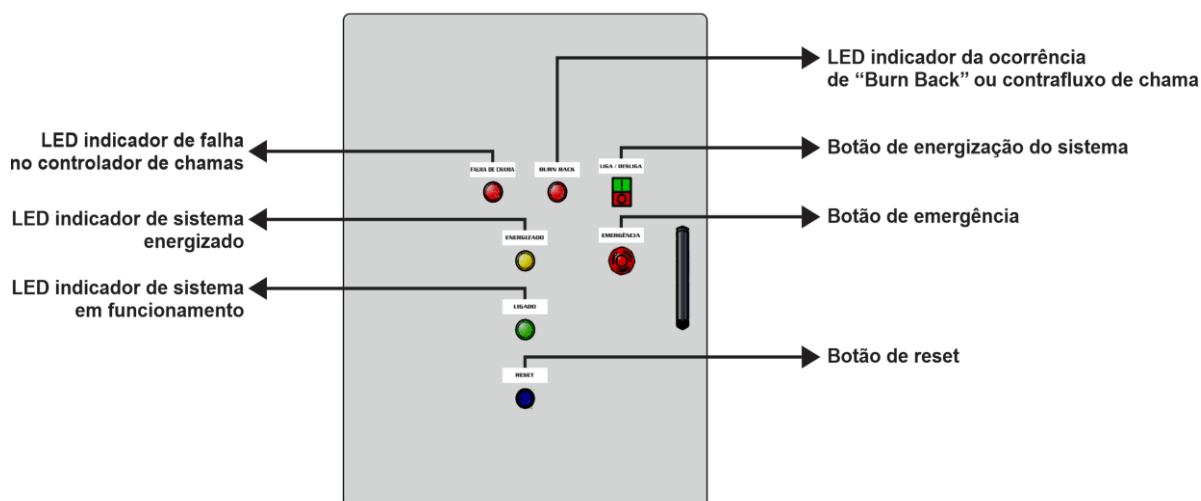 LED indicador da ocorrência
de “Burn Back” ou contrafluxo de chama
LED indicador de falha
no controlador de chamas
Botão de energização do sistema
FALHA DE CHAMA
BURN BACK
LIGA / DESLIGA
LED indicador de sistema
energizado
Botão de emergência
ENERGIZADO
EMERGÊNCIA
LED indicador de sistema
em funcionamento
LIGADO
Botão de reset
RESET